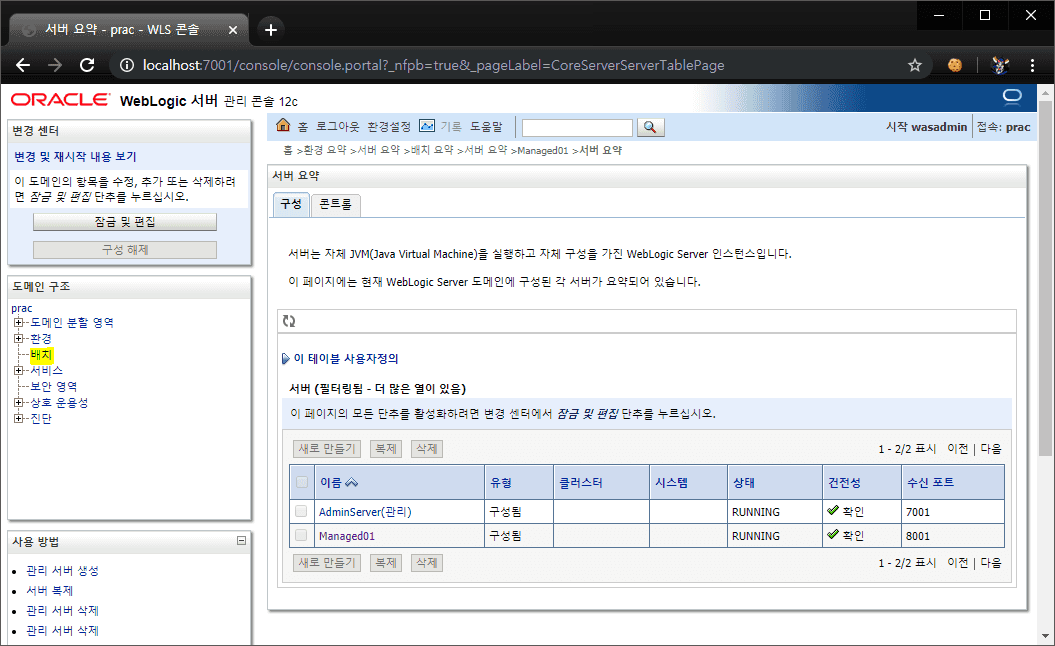 서버 요약 - prac - WLS 콘솔
localhost:7001/console/console.portal?_nfpb=true&_pageLabel=CoreServerServerTablePage
ORACLE WebLogic 서버 관리 콘솔 12c
변경 센터
변경 및 재시작 내용 보기
이 도메인의 항목을 수정, 추가 또는 삭제하려
면 잠금 및 편집 단추를 누르십시오.
잠금 및 편집
구성 해제
도메인 구조
prac
도메인 분할 영역
환경
배치
서비스
보안 영역
상호 운용성
진단
사용 방법
관리 서버 생성
서버 복제
관리 서버 삭제
관리 서버 삭제
홈 로그아웃 환경설정 기록 도움말
시작 wasadmin 접속: prac
홈 >환경 요약 >서버 요약 >배치 요약 >서버 요약 >Managed01 >서버 요약
서버 요약
구성 콘트롤
서버는 자체 JVM(Java Virtual Machine)을 실행하고 자체 구성을 가진 WebLogic Server 인스턴스입니다.
이 페이지에는 현재 WebLogic Server 도메인에 구성된 각 서버가 요약되어 있습니다.
이 테이블 사용자정의
서버 (필터링됨 - 더 많은 열이 있음)
이 페이지의 모든 단추를 활성화하려면 변경 센터에서 잠금 및 편집 단추를 누르십시오.
새로 만들기 복제 삭제 1 - 2/2 표시 이전 | 다음
이름 유형 클러스터 시스템 상태 건전성 수신 포트
AdminServer(관리) 구성됨 RUNNING 확인 7001
Managed01 구성됨 RUNNING 확인 8001
새로 만들기 복제 삭제 1 - 2/2 표시 이전 | 다음